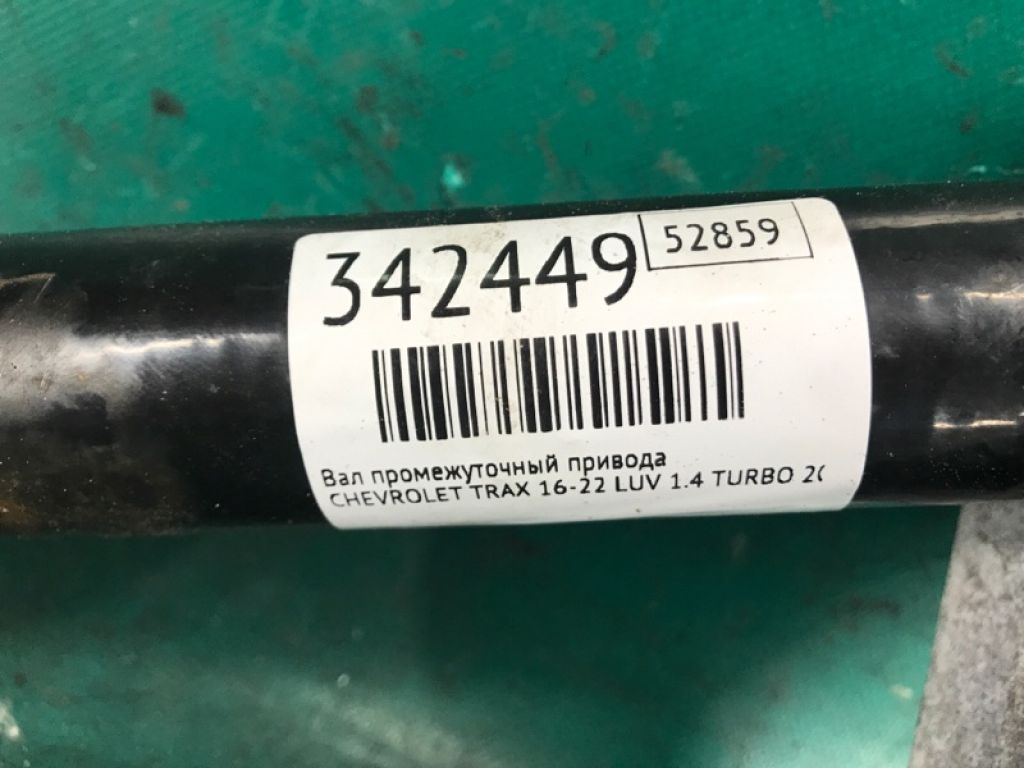 342449
52859
Вал промежуточный привода
CHEVROLET TRAX 16-22 LUV 1.4 TURBO